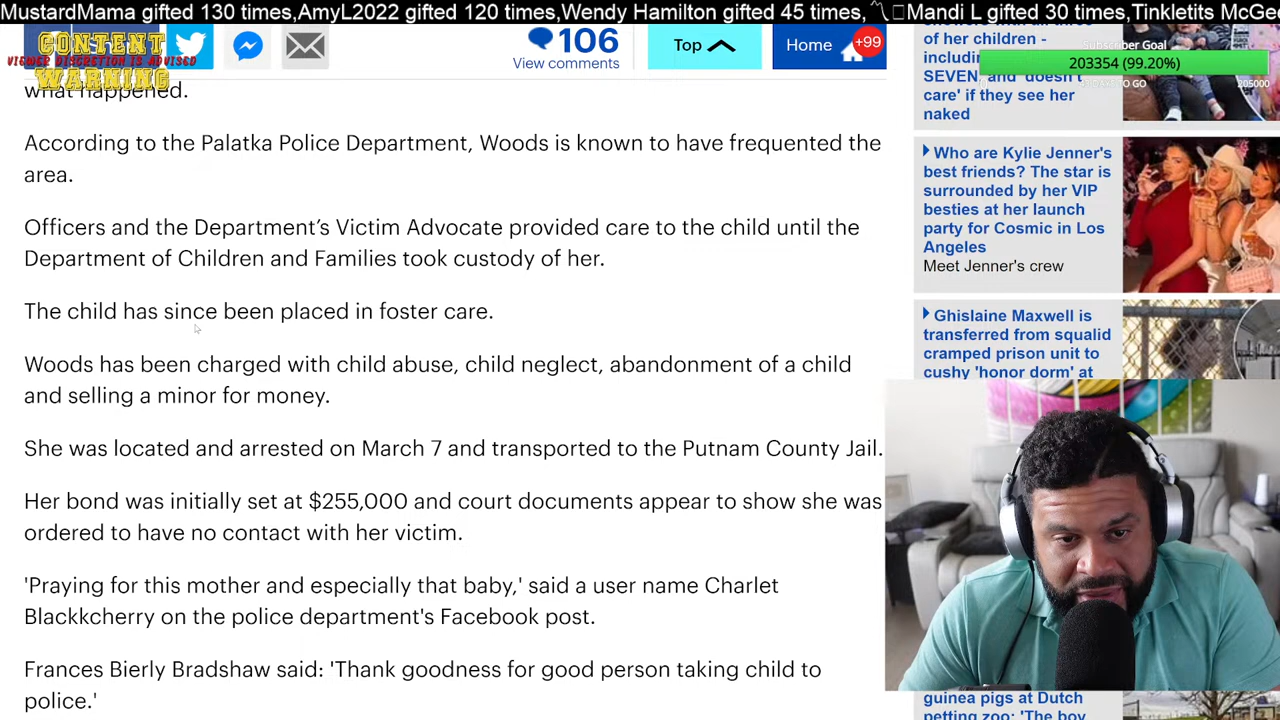 MustardMama gifted 130 times,AmyL2022 gifted 120 times,Wendy Hamilton gifted 45 times,
Mandi L gifted 30 times,Tinkletits McGe
CONTENT
VIEWER DISCRETION IS ADVISED
WARNING
106
View comments
Top
Home
+99
what happened.
According to the Palatka Police Department, Woods is known to have frequented the
area.
Officers and the Department’s Victim Advocate provided care to the child until the
Department of Children and Families took custody of her.
The child has since been placed in foster care.
Woods has been charged with child abuse, child neglect, abandonment of a child
and selling a minor for money.
She was located and arrested on March 7 and transported to the Putnam County Jail.
Her bond was initially set at $255,000 and court documents appear to show she was
ordered to have no contact with her victim.
'Praying for this mother and especially that baby,' said a user name Charlet
Blackkcherry on the police department's Facebook post.
Frances Bierly Bradshaw said: 'Thank goodness for good person taking child to
police.'
of her children -
including
SEVEN, and 'doesn't
care' if they see her
naked
Subscriber Goal
203354 (99.20%)
TO GO
205000
Who are Kylie Jenner's
best friends? The star is
surrounded by her VIP
besties at her launch
party for Cosmic in Los
Angeles
Meet Jenner's crew
Ghislaine Maxwell is
transferred from squalid
cramped prison unit to
cushy 'honor dorm' at
guinea pigs at Dutch
petting zoo: 'The boy